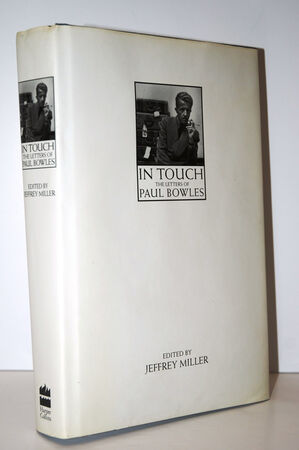 IN TOUCH
THE LETTERS OF
PAUL BOWLES
EDITED BY
JEFFREY MILLER
Harper
Collins
IN TOUCH
THE LETTERS OF
PAUL BOWLES
EDITED BY
JEFFREY MILLER